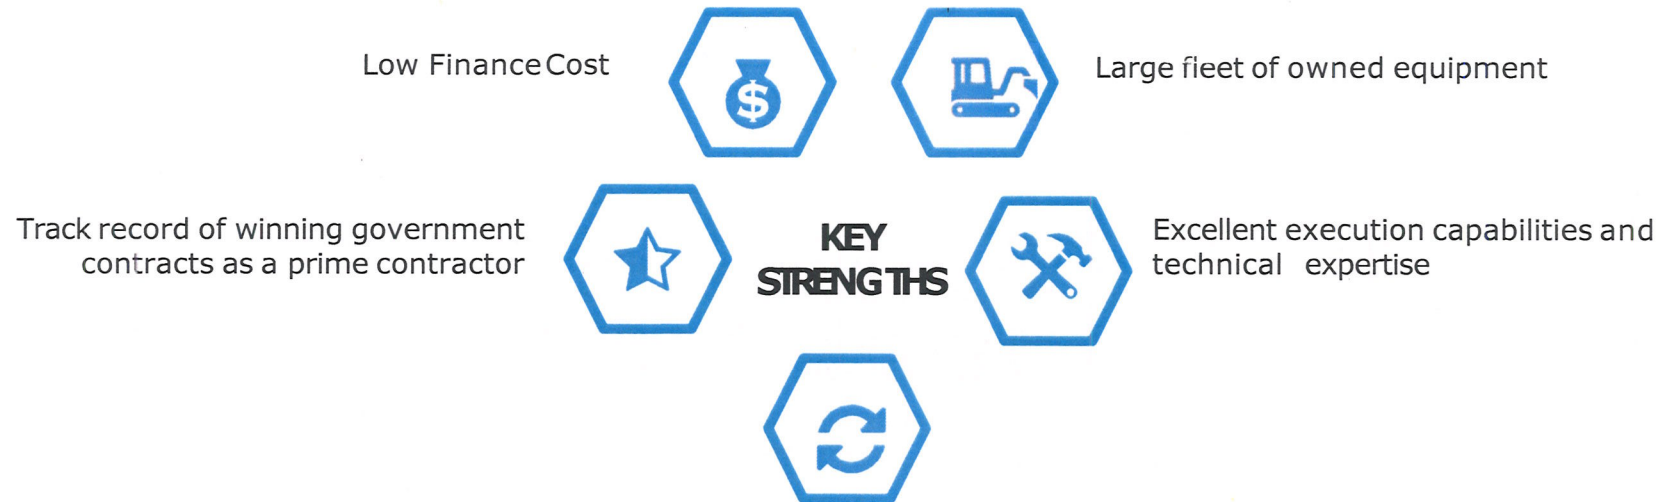 Low Finance Cost
Large fleet of owned equipment
Track record of winning government
contracts as a prime contractor
KEY
STRENGTHS
Excellent execution capabilities and
technical expertise
$